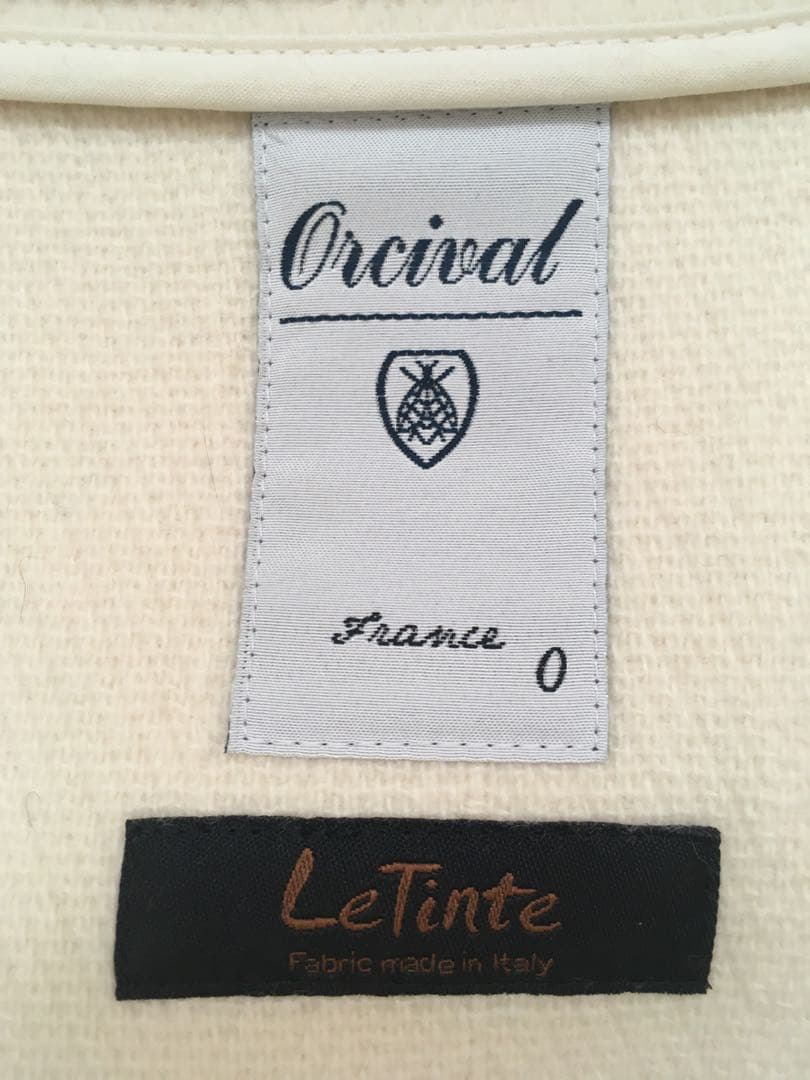 Orcival
France
0
LeTinte
Fabric made in Italy